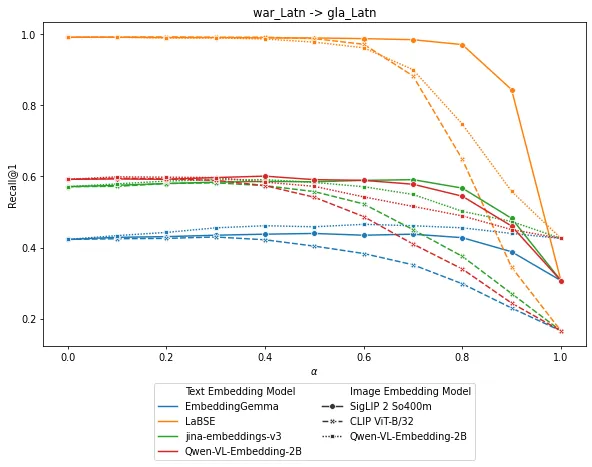 war_Latn -> gla_Latn
Recall@1
1.0
0.8
0.6
0.4
0.2
0.0 0.2 0.4 0.6 0.8 1.0
α
Text Embedding Model
EmbeddingGemma
LaBSE
jina-embeddings-v3
Qwen-VL-Embedding-2B
Image Embedding Model
SigLIP 2 So400m
CLIP ViT-B/32
Qwen-VL-Embedding-2B